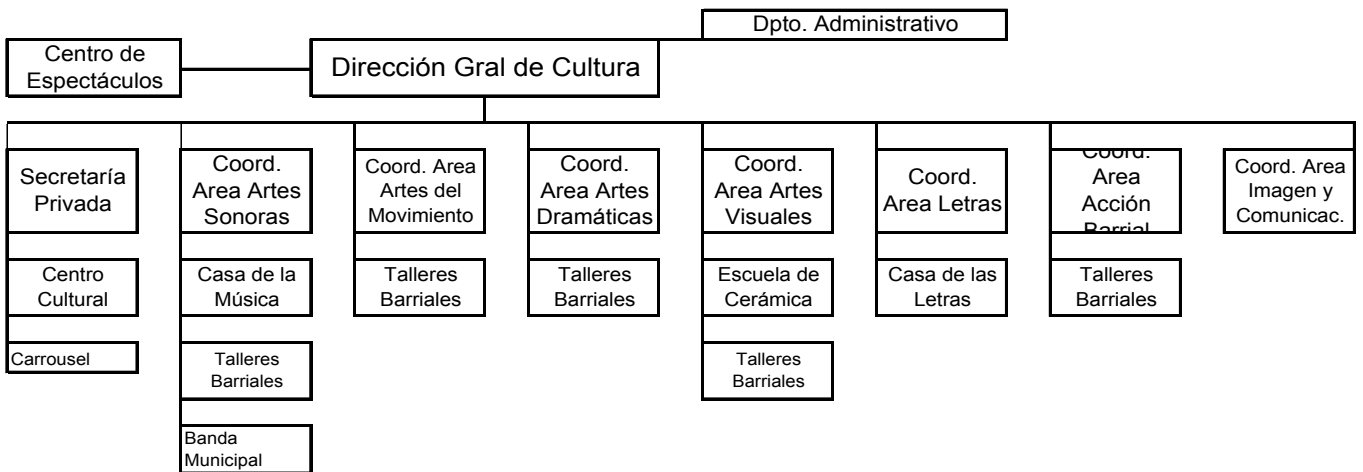 Dpto. Administrativo
Centro de
Espectáculos
Dirección Gral de Cultura
Secretaría
Privada
Coord.
Area Artes
Sonoras
Coord. Area
Artes del
Movimiento
Coord.
Area Artes
Dramáticas
Coord.
Area Artes
Visuales
Coord.
Area Letras
Coord.
Area
Acción
Barrial
Coord. Area
Imagen y
Comunicac.
Centro
Cultural
Casa de la
Música
Talleres
Barriales
Talleres
Barriales
Escuela de
Cerámica
Casa de las
Letras
Talleres
Barriales
Carrousel
Talleres
Barriales
Talleres
Barriales
Banda
Municipal